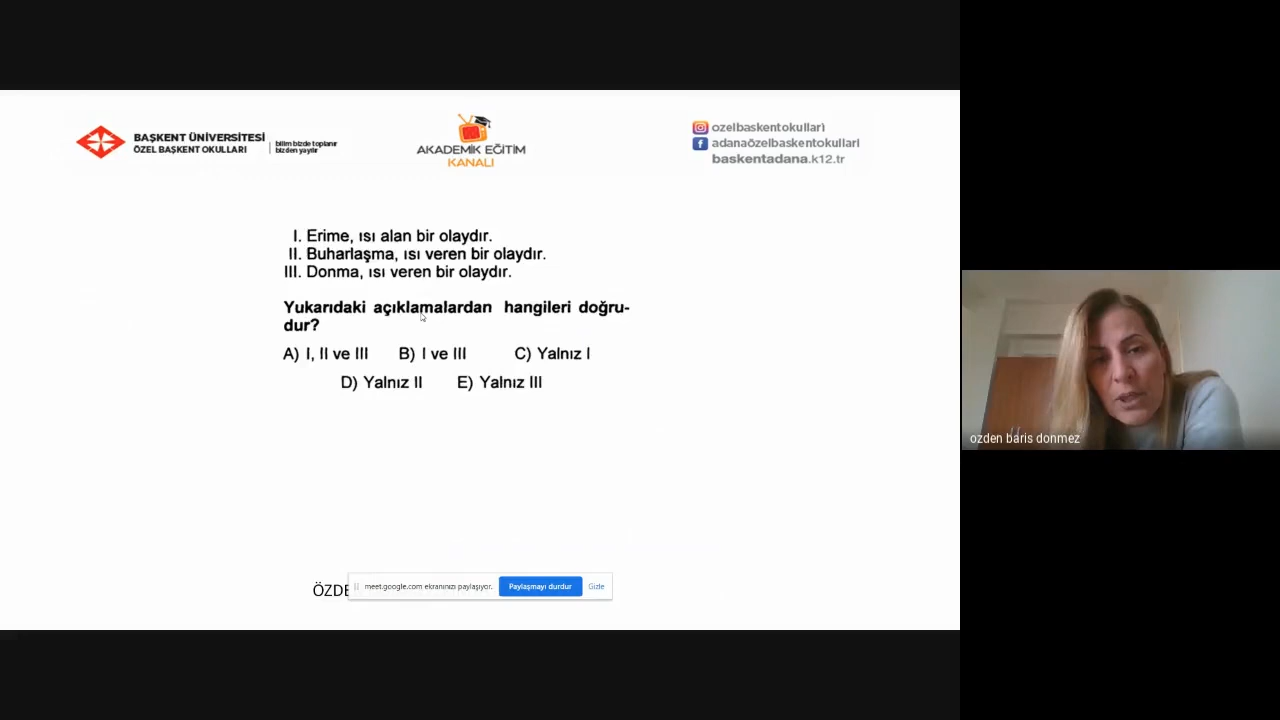 BAŞKENT ÜNİVERSİTESİ
ÖZEL BAŞKENT OKULLARI
bilim bizde toplanır
bizden yayılır
AKADEMİK EĞİTİM
KANALI
ozelbaskentokullari
adanaözelbaskentokullari
baskentadana.k12.tr
I. Erime, ısı alan bir olaydır.
II. Buharlaşma, ısı veren bir olaydır.
III. Donma, ısı veren bir olaydır.
Yukarıdaki açıklamalardan hangileri doğru-
dur?
A) I, II ve III B) I ve III C) Yalnız I
D) Yalnız II E) Yalnız III
ozden baris donmez
ÖZDE
meet.google.com ekranınızı paylaşıyor. Paylaşmayı durdur Gizle